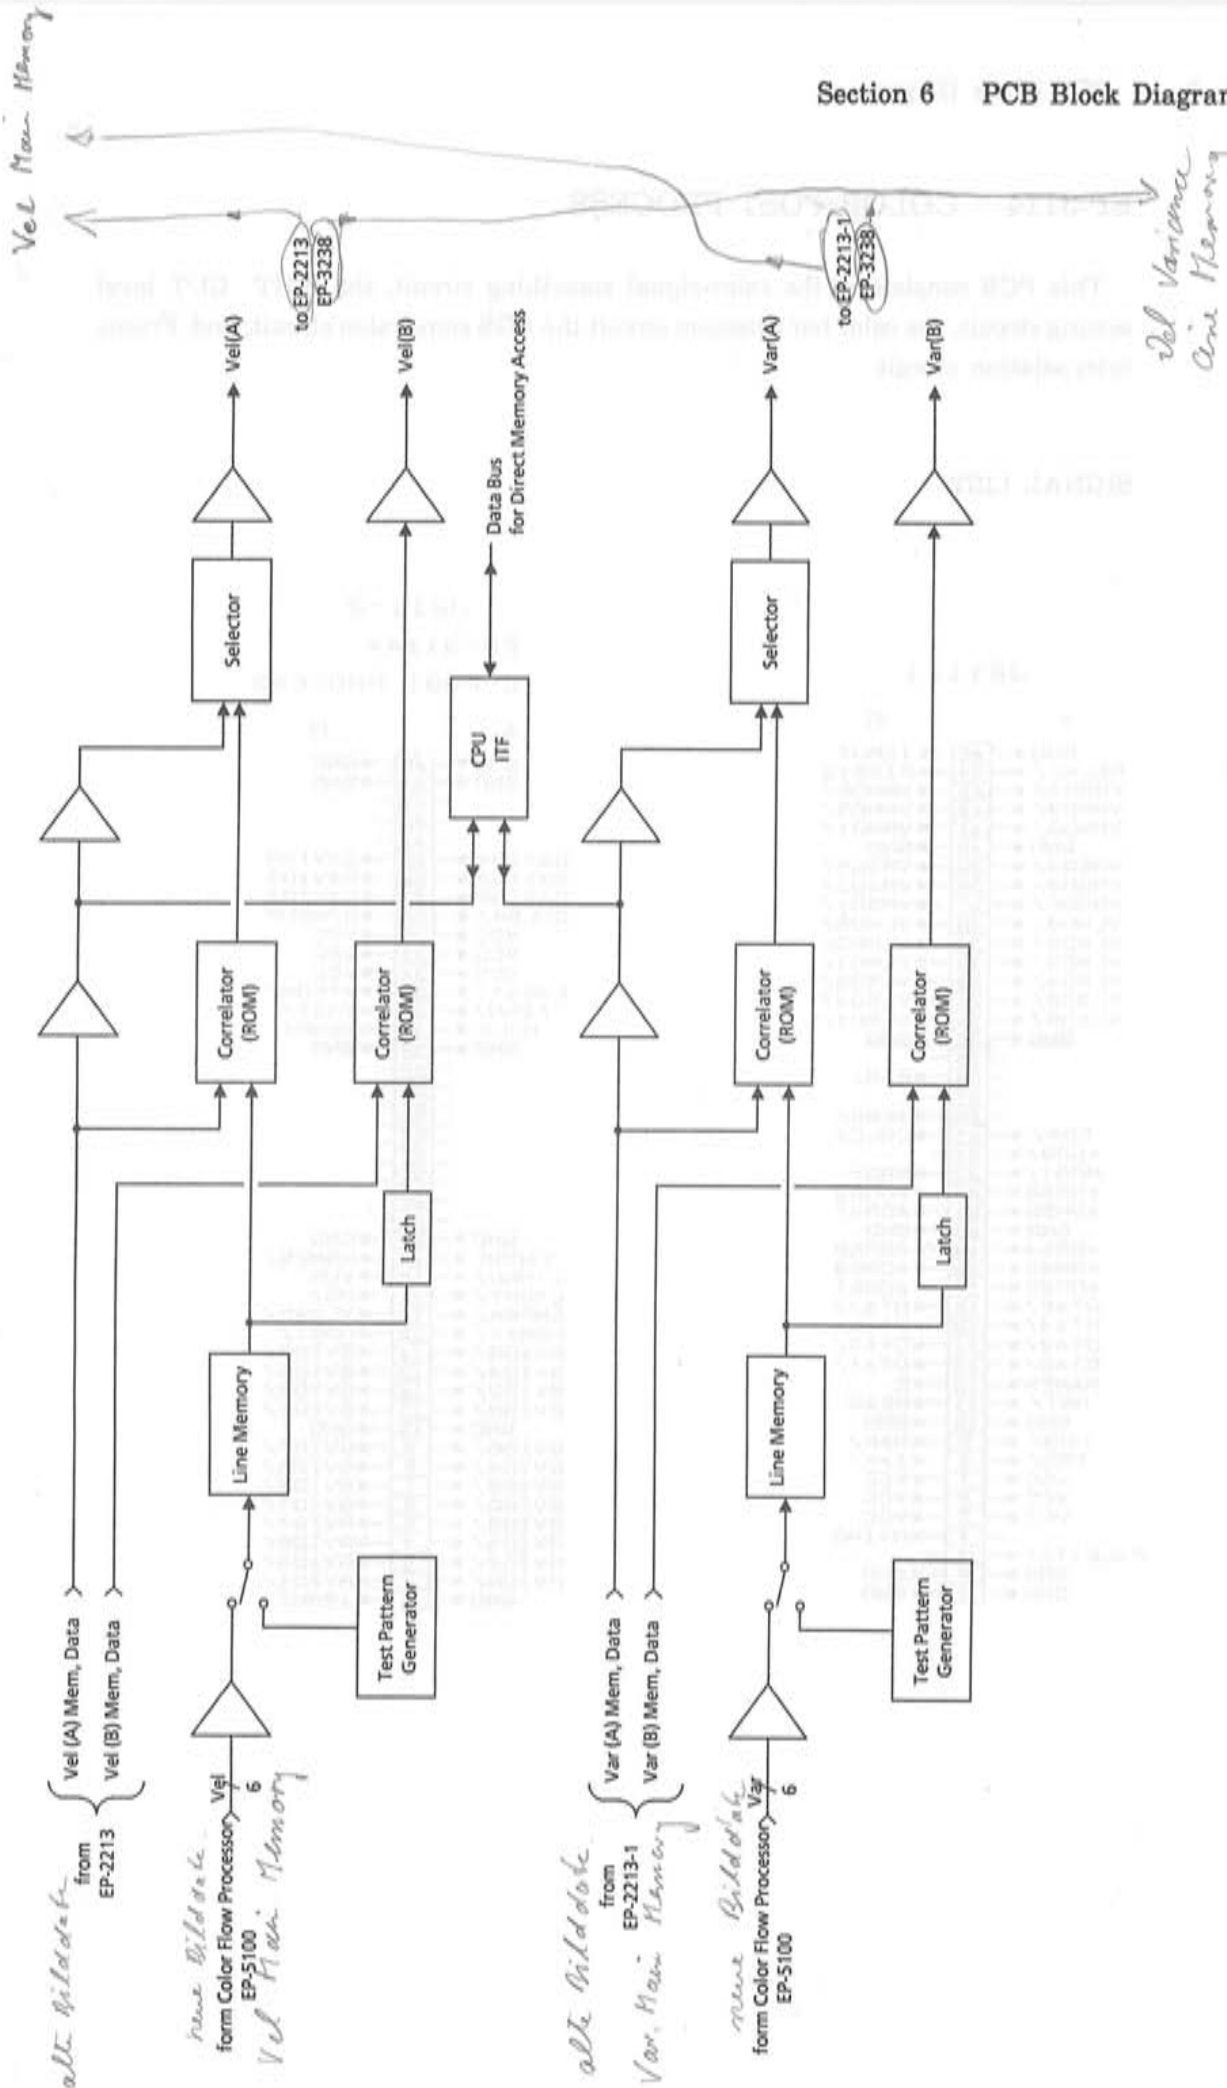 Section 6 PCB Block Diagram
Vel Main Memory
to EP-2213
EP-3238
Vel(A)
Vel(B)
Data Bus
for Direct Memory Access
Selector
CPU
ITF
Correlator
(ROM)
Correlator
(ROM)
Latch
Line Memory
Test Pattern
Generator
Vel (A) Mem, Data
Vel (B) Mem, Data
from
EP-2213
alte Bilddate
Vel
6
neue Bilddate
form Color Flow Processor
EP-5100
Vel Main Memory
to EP-2213-1
EP-3238
Vel Variance
Memory
Var(A)
Var(B)
Selector
Correlator
(ROM)
Correlator
(ROM)
Latch
Line Memory
Test Pattern
Generator
Var (A) Mem, Data
Var (B) Mem, Data
alte Bilddate
from
EP-2213-1
Var. Main Memory
Var
6
neue Bilddate
form Color Flow Processor
EP-5100